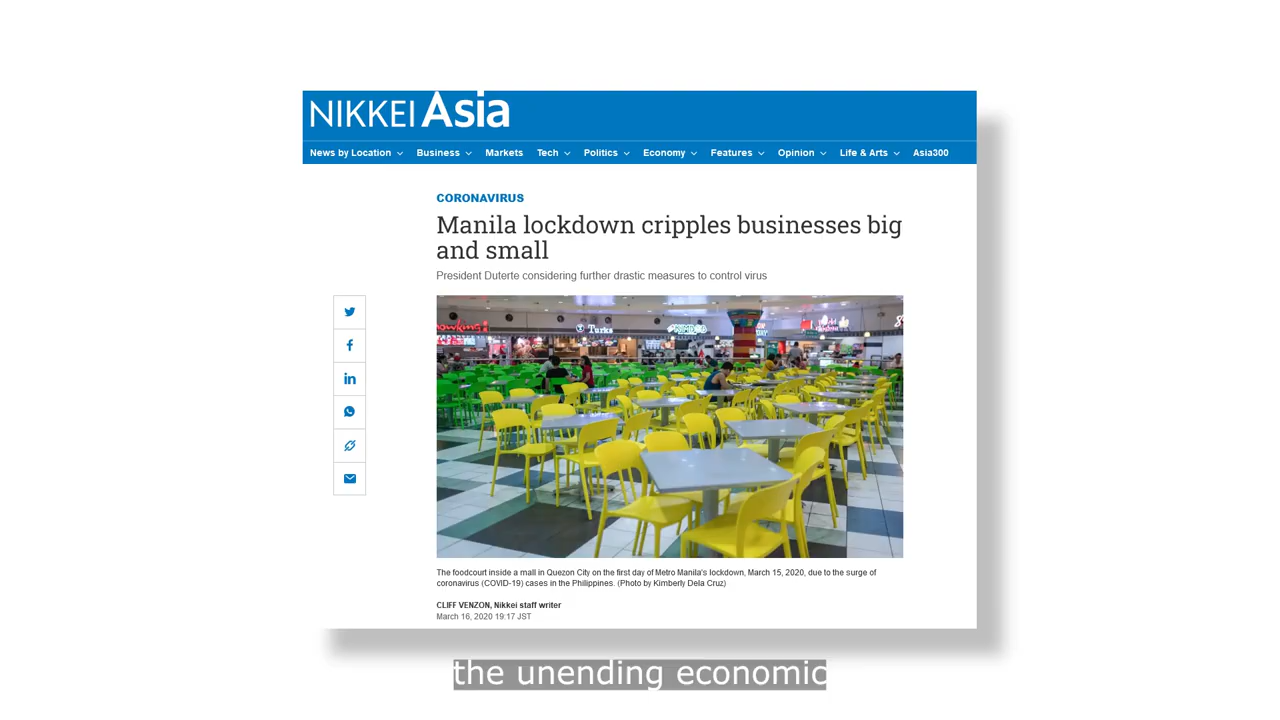 NIKKEI Asia
News by Location Business Markets Tech Politics Economy Features Opinion Life & Arts Asia300
CORONAVIRUS
Manila lockdown cripples businesses big
and small
President Duterte considering further drastic measures to control virus
Turks
The foodcourt inside a mall in Quezon City on the first day of Metro Manila's lockdown, March 15, 2020, due to the surge of
coronavirus (COVID-19) cases in the Philippines. (Photo by Kimberly Dela Cruz)
CLIFF VENZON, Nikkei staff writer
March 16, 2020 19:17 JST
the unending economic